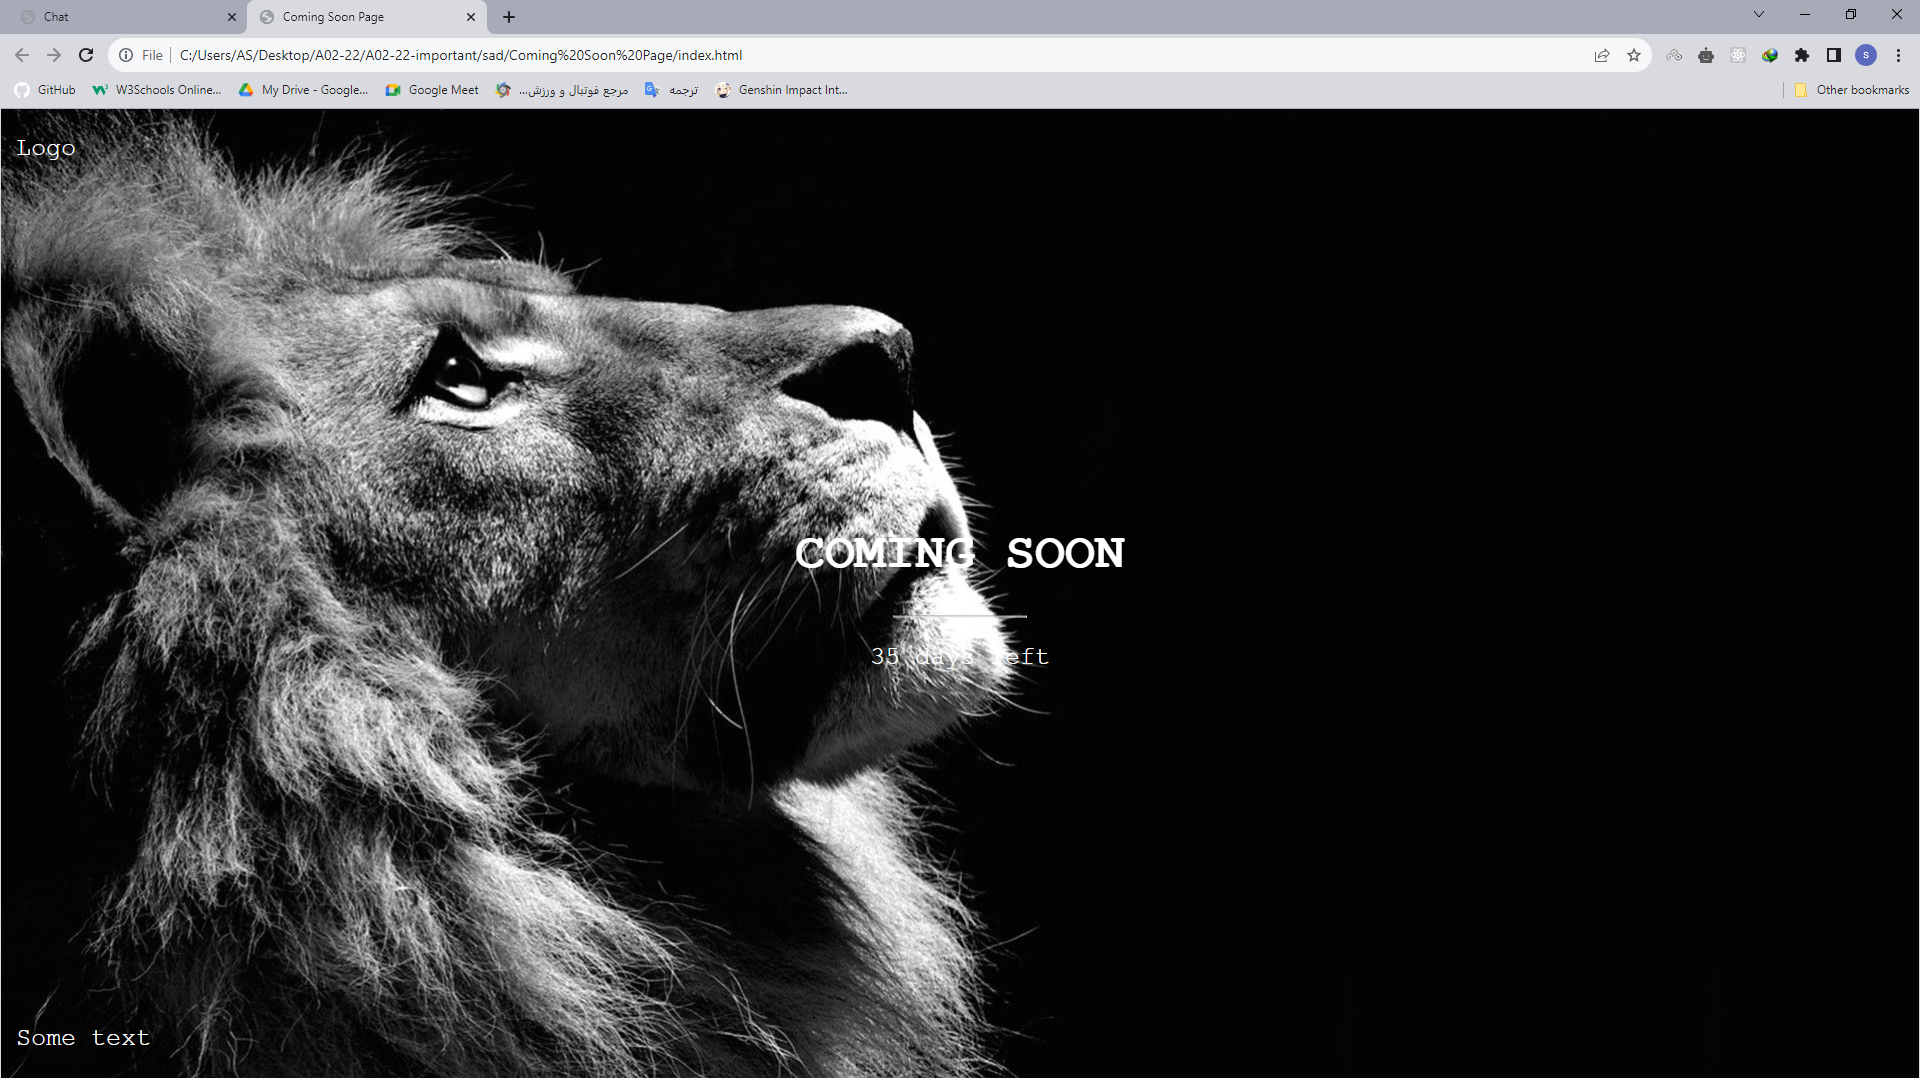 Chat
Coming Soon Page
File
C:/Users/AS/Desktop/A02-22/A02-22-important/sad/Coming%20Soon%20Page/index.html
S
GitHub
W3Schools Online...
My Drive - Google...
Google Meet
مرجع فوتبال و ورزش...
ترجمه
Genshin Impact Int...
Other bookmarks
Logo
COMING SOON
35 days left
Some text